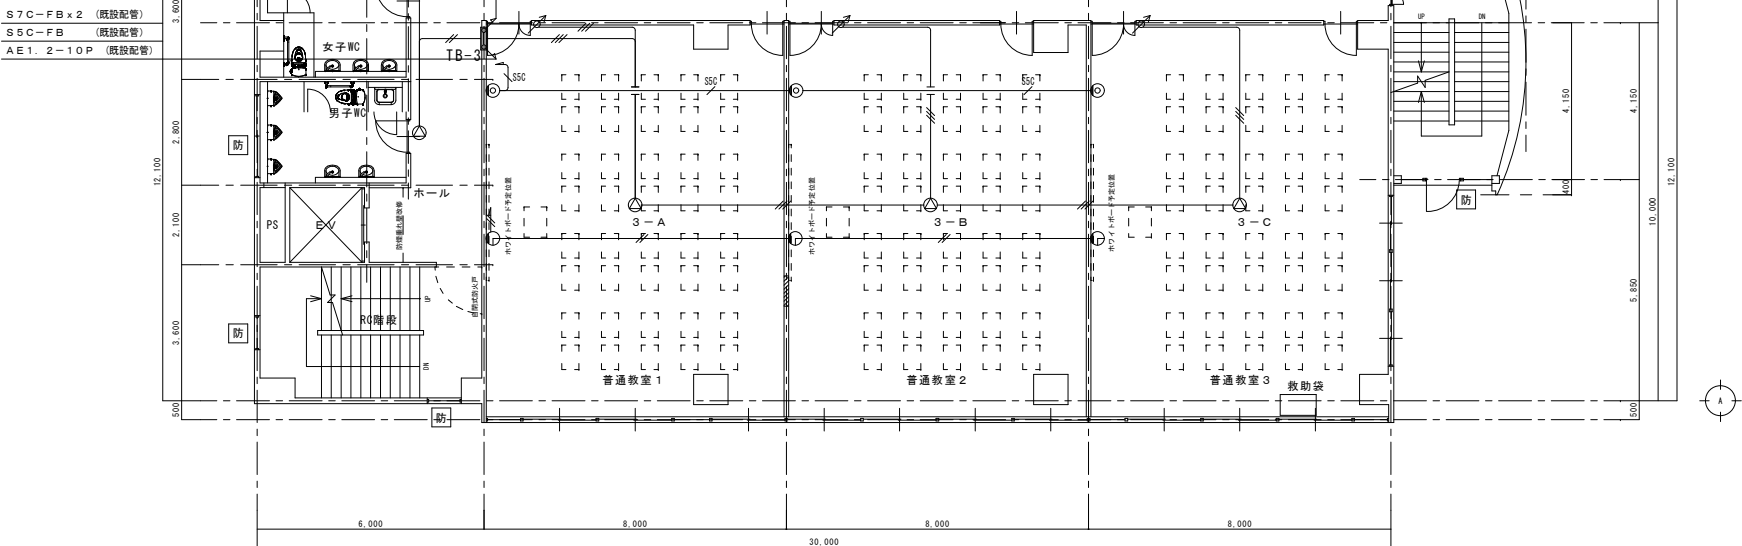 S7C-FBx2 (既設配管)
S5C-FB (既設配管)
AE1. 2-10P (既設配管)
3,600
女子WC
TB-3
UP
DN
S5C
S5C
S5C
4,150
4,150
男子WC
防
2,800
12,100
12,100
ホール
400
防
ホワイトボード予定位置
ホワイトボード予定位置
ホワイトボード予定位置
PS
EV
2,100
3-A
3-B
3-C
10,000
自閉式防火戸
UP
5,850
RC階段
防
3,600
DN
普通教室1
普通教室2
普通教室3
救助袋
A
500
防
500
6,000
8,000
8,000
8,000
30,000